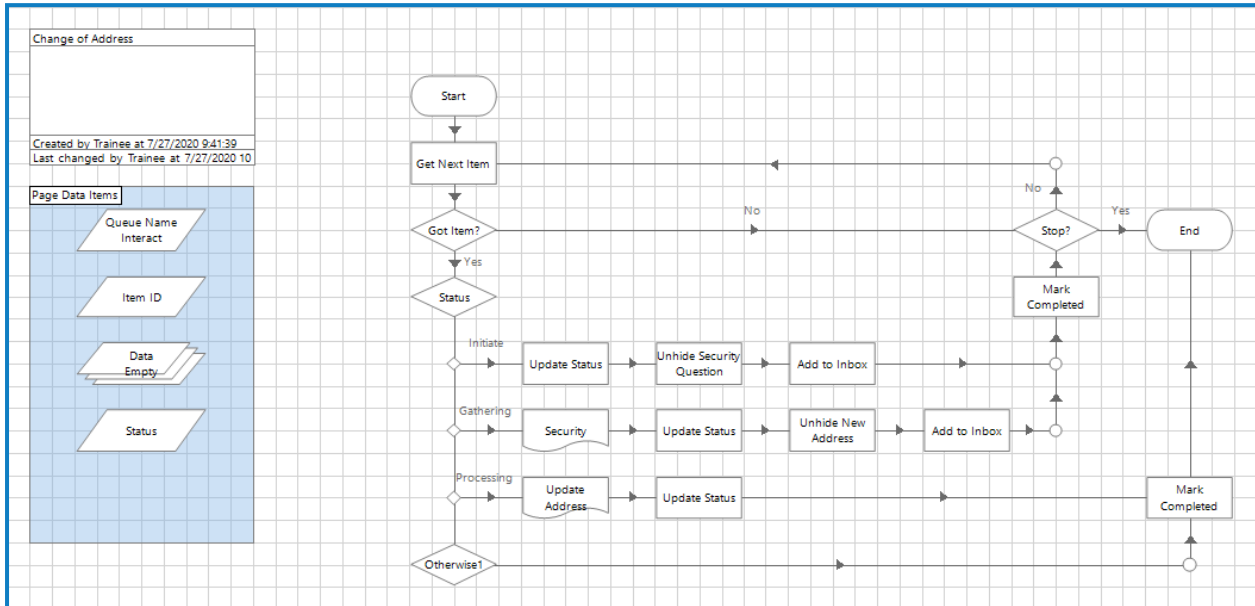 Change of Address
Created by Trainee at 7/27/2020 9:41:39
Last changed by Trainee at 7/27/2020 10
Page Data Items
Queue Name
Interact
Item ID
Data
Empty
Status
Start
Get Next Item
Got Item?
No
Yes
Status
No
Stop?
Yes
End
Mark
Completed
Initiate
Update Status
Unhide Security
Question
Add to Inbox
Gathering
Security
Update Status
Unhide New
Address
Add to Inbox
Processing
Update
Address
Update Status
Mark
Completed
Otherwise1